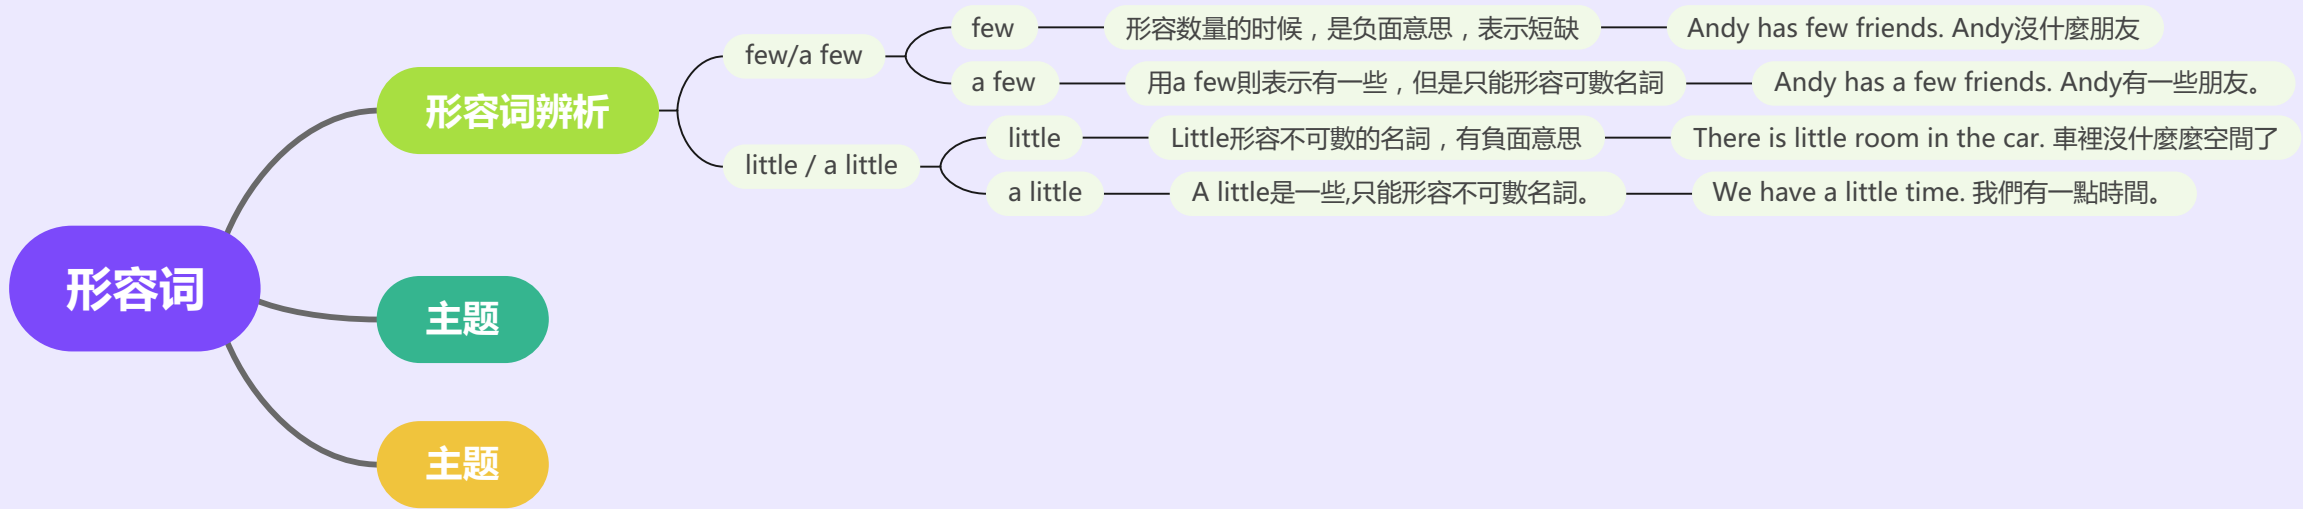 形容词
形容词辨析
few/a few
few
形容数量的时候，是负面意思，表示短缺
Andy has few friends. Andy沒什麼朋友
a few
用a few則表示有一些，但是只能形容可數名詞
Andy has a few friends. Andy有一些朋友。
little / a little
little
Little形容不可數的名詞，有負面意思
There is little room in the car. 車裡沒什麼麼空間了
a little
A little是一些,只能形容不可數名詞。
We have a little time. 我們有一點時間。
主题
主题